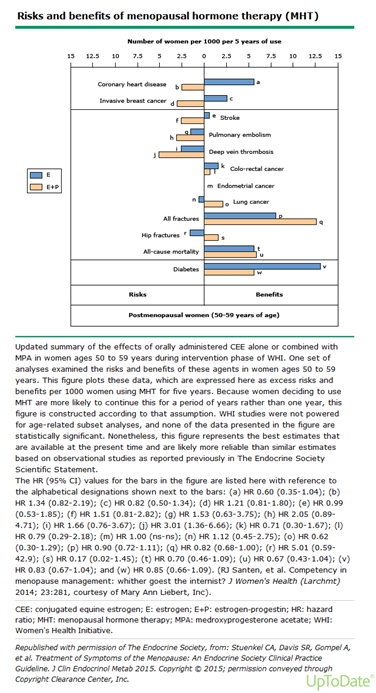 Risks and benefits of menopausal hormone therapy (MHT)
Number of women per 1000 per 5 years of use
15 12.5 10 7.5 5 2.5 0 2.5 5 7.5 10 12.5 15
Coronary heart disease
a
b
Invasive breast cancer
c
d
e Stroke
f
g Pulmonary embolism
h
i Deep vein thrombosis
j
k Colo-rectal cancer
l
E
E+P
m Endometrial cancer
n Lung cancer
o
All fractures
p
q
Hip fractures r
s
All-cause mortality
t
u
Diabetes
v
w
Risks Benefits
Postmenopausal women (50-59 years of age)
Updated summary of the effects of orally administered CEE alone or combined with
MPA in women ages 50 to 59 years during intervention phase of WHI. One set of
analyses examined the risks and benefits of these agents in women ages 50 to 59
years. This figure plots these data, which are expressed here as excess risks and
benefits per 1000 women using MHT for five years. Because women deciding to use
MHT are more likely to continue this for a period of years rather than one year, this
figure is constructed according to that assumption. WHI studies were not powered
for age-related subset analyses, and none of the data presented in the figure are
statistically significant. Nonetheless, this figure represents the best estimates that
are available at the present time and are likely more reliable than similar estimates
based on observational studies as reported previously in The Endocrine Society
Scientific Statement.
The HR (95% CI) values for the bars in the figure are listed here with reference to
the alphabetical designations shown next to the bars: (a) HR 0.60 (0.35-1.04); (b)
HR 1.34 (0.82-2.19); (c) HR 0.82 (0.50-1.34); (d) HR 1.21 (0.81-1.80); (e) HR 0.99
(0.53-1.85); (f) HR 1.51 (0.81-2.82); (g) HR 1.53 (0.63-3.75); (h) HR 2.05 (0.89-
4.71); (i) HR 1.66 (0.76-3.67); (j) HR 3.01 (1.36-6.66); (k) HR 0.71 (0.30-1.67); (l)
HR 0.79 (0.29-2.18); (m) HR 1.00 (ns-ns); (n) HR 1.12 (0.45-2.75); (o) HR 0.62
(0.30-1.29); (p) HR 0.90 (0.72-1.11); (q) HR 0.82 (0.68-1.00); (r) HR 5.01 (0.59-
42.9); (s) HR 0.17 (0.02-1.45); (t) HR 0.70 (0.46-1.09); (u) HR 0.67 (0.43-1.04); (v)
HR 0.83 (0.67-1.04); and (w) HR 0.85 (0.66-1.09). (RJ Santen, et al. Competency in
menopause management: whither goest the internist? J Women's Health (Larchmt)
2014; 23:281, courtesy of Mary Ann Liebert, Inc).
CEE: conjugated equine estrogen; E: estrogen; E+P: estrogen-progestin; HR: hazard
ratio; MHT: menopausal hormone therapy; MPA: medroxyprogesterone acetate; WHI:
Women's Health Initiative.
Republished with permission of The Endocrine Society, from: Stuenkel CA, Davis SR, Gompel A,
et al. Treatment of Symptoms of the Menopause: An Endocrine Society Clinical Practice
Guideline. J Clin Endocrinol Metab 2015. Copyright © 2015; permission conveyed through
Copyright Clearance Center, Inc.
UpToDate®